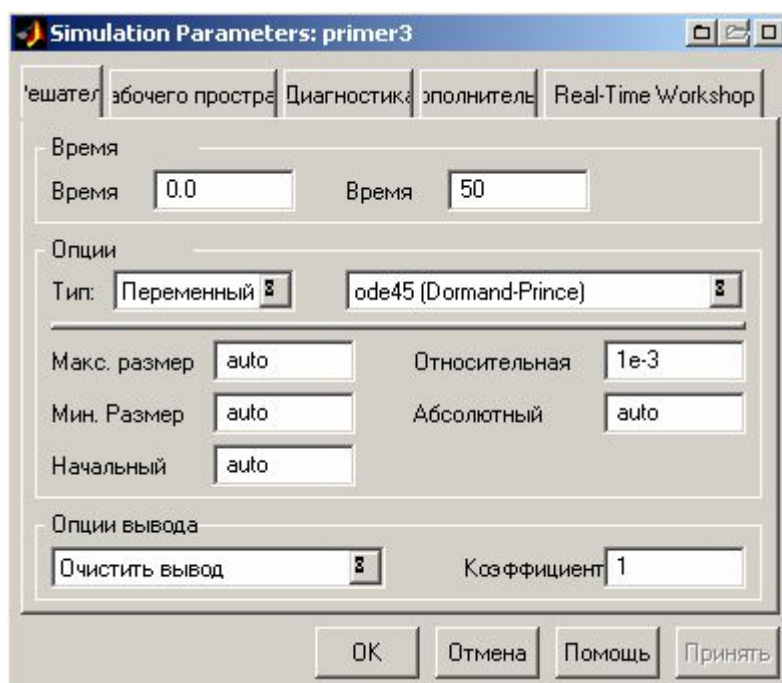 Simulation Parameters: primer3
'ешател абочего простра Диагностика ополнитель Real-Time Workshop
Время
Время 0.0 Время 50
Опции
Тип: Переменный ode45 (Dormand-Prince)
Макс. размер auto Относительная 1e-3
Мин. Размер auto Абсолютный auto
Начальный auto
Опции вывода
Очистить вывод Коэффициент 1
OK Отмена Помощь Принять